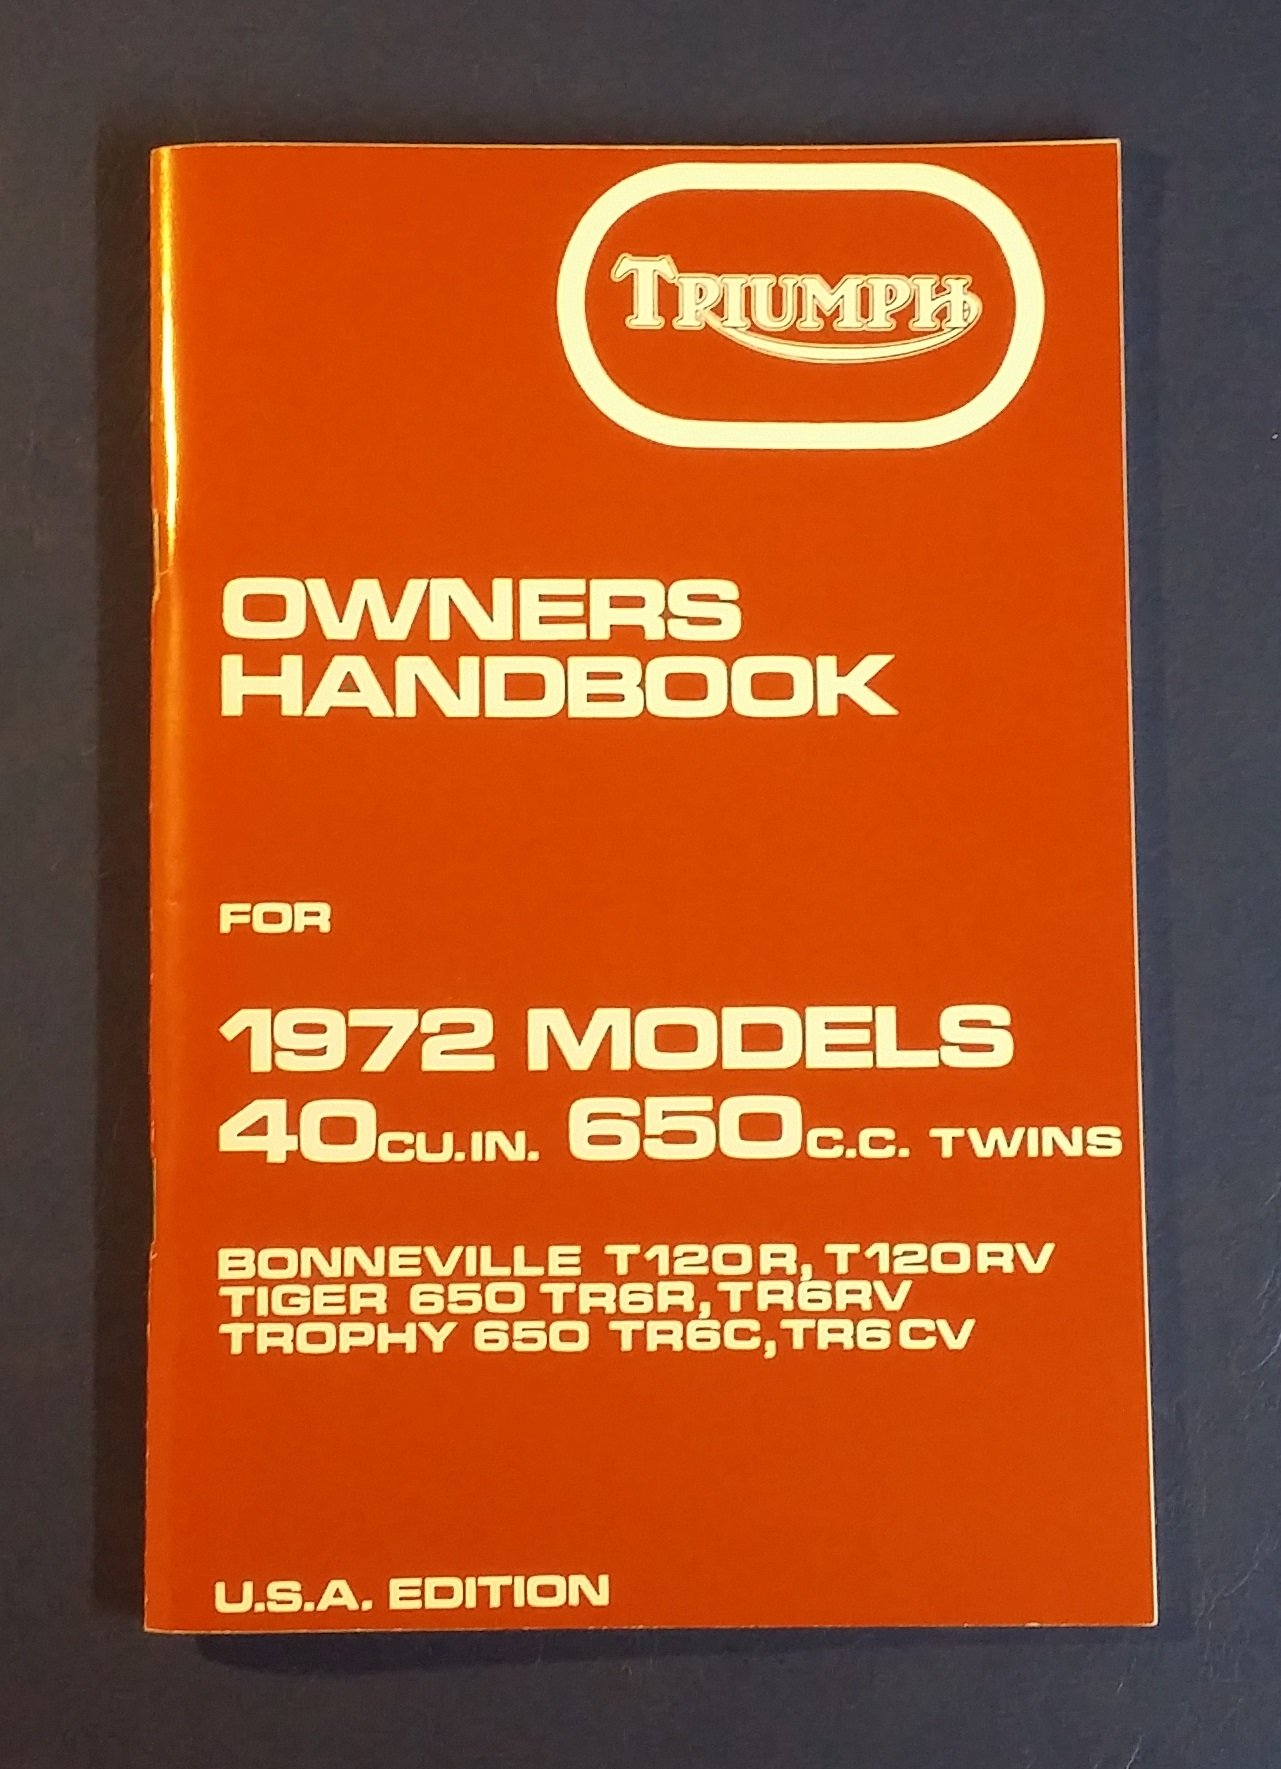 TRIUMPH
OWNERS
HANDBOOK
FOR
1972 MODELS
40CU.IN. 650C.C. TWINS
BONNEVILLE T120R, T120RV
TIGER 650 TR6R, TR6RV
TROPHY 650 TR6C, TR6CV
U.S.A. EDITION